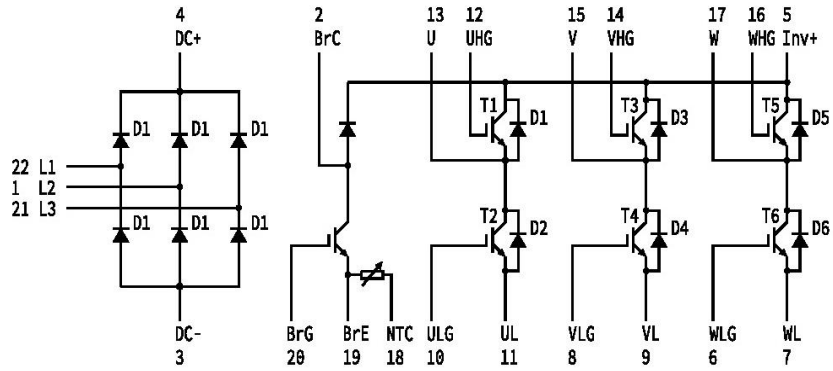 4 2 13 12 15 14 17 16 5
DC+ BrC U UHG V VHG W WHG Inv+
T1 D1 T3 D3 T5 D5
D1 D1 D1
22 L1
1 L2
21 L3
D1 D1 D1
T2 D2 T4 D4 T6 D6
DC- BrG BrE NTC ULG UL VLG VL WLG WL
3 20 19 18 10 11 8 9 6 7